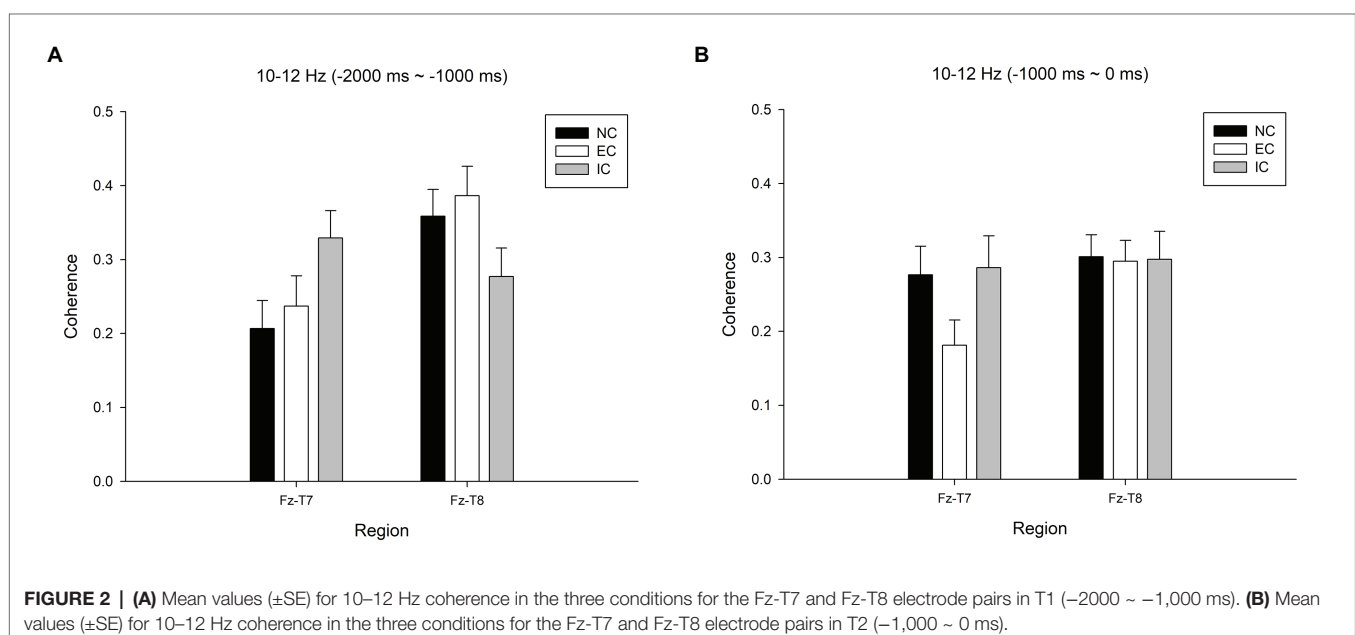 A
10-12 Hz (-2000 ms ~ -1000 ms)
0.5
0.4
0.3
0.2
0.1
0.0
Coherence
NC
EC
IC
Fz-T7
Fz-T8
Region
B
10-12 Hz (-1000 ms ~ 0 ms)
0.5
0.4
0.3
0.2
0.1
0.0
Coherence
NC
EC
IC
Fz-T7
Fz-T8
Region
FIGURE 2 | (A) Mean values (±SE) for 10–12 Hz coherence in the three conditions for the Fz-T7 and Fz-T8 electrode pairs in T1 (−2000 ~ −1,000 ms). (B) Mean
values (±SE) for 10–12 Hz coherence in the three conditions for the Fz-T7 and Fz-T8 electrode pairs in T2 (−1,000 ~ 0 ms).